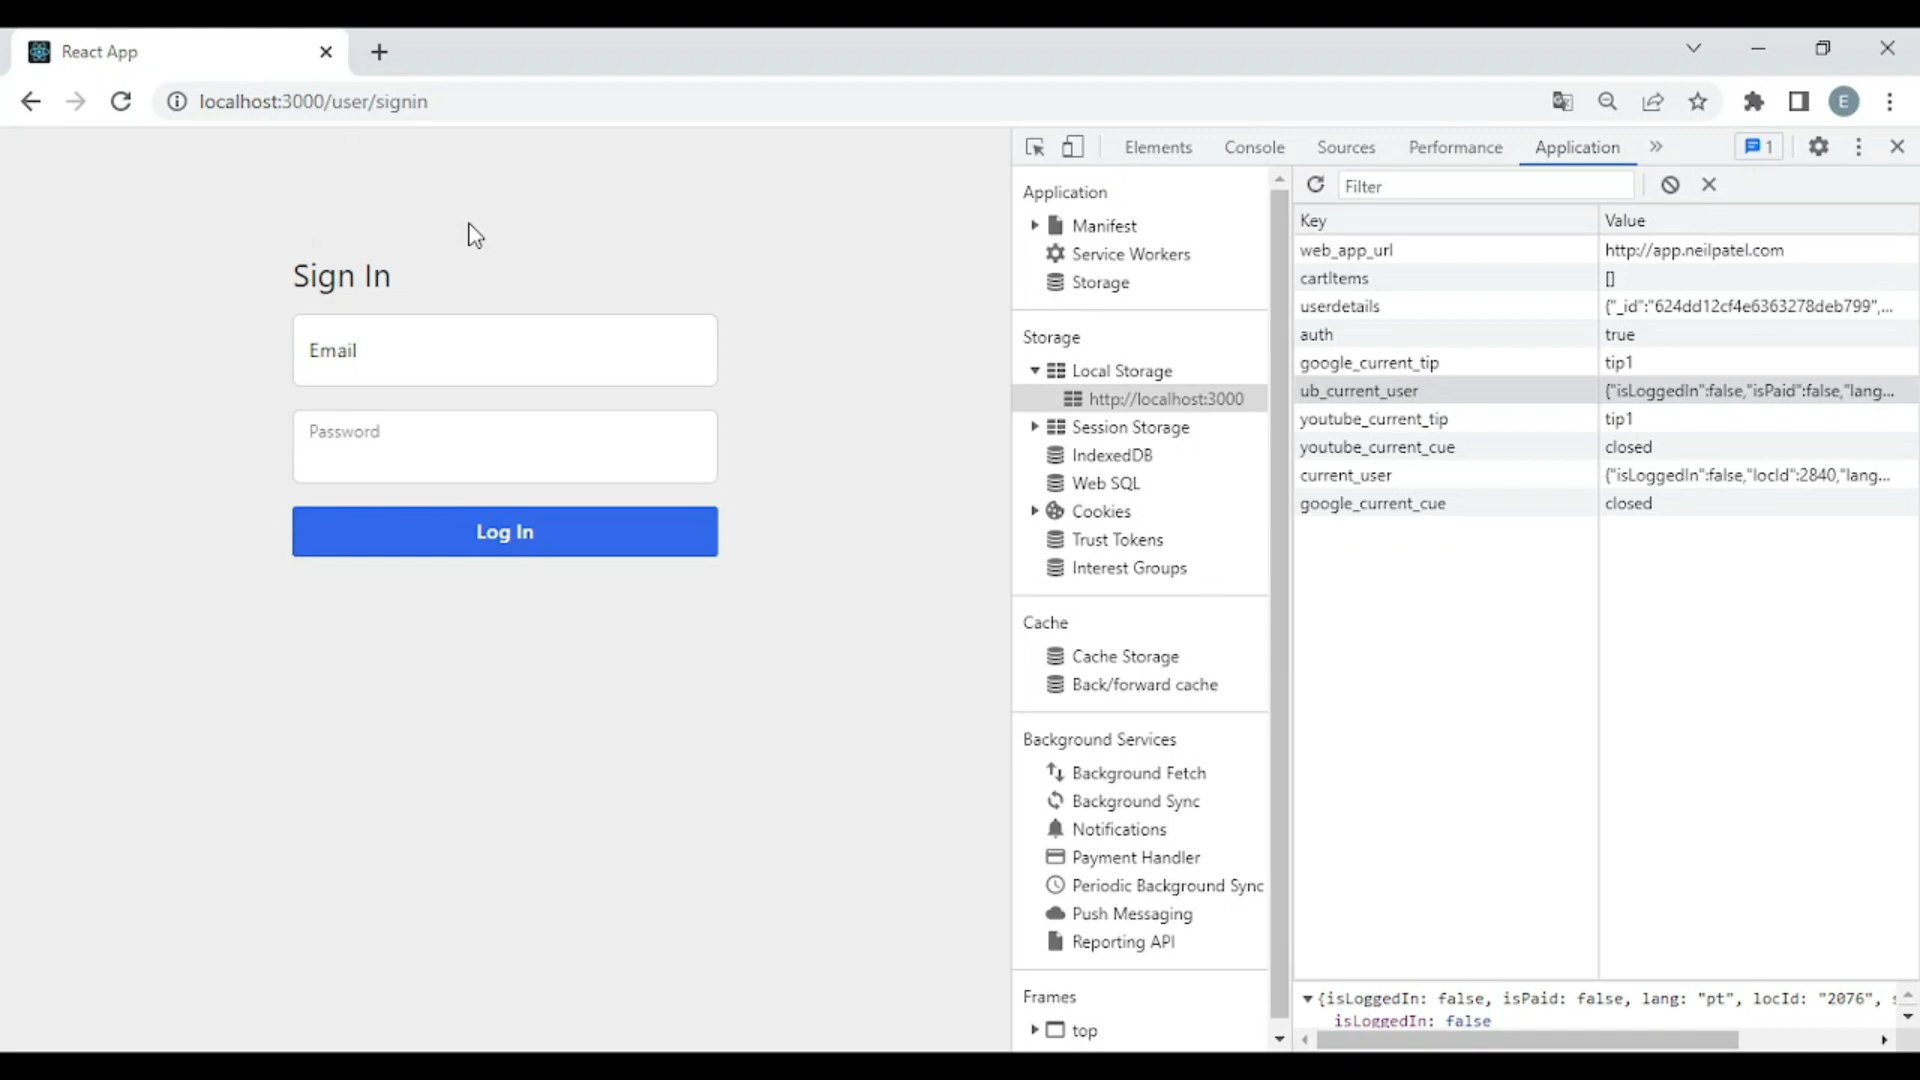 React App
localhost:3000/user/signin
E
Elements Console Sources Performance Application 1
Sign In
Email
Password
Log In
Application
Manifest
Service Workers
Storage
Storage
Local Storage
http://localhost:3000
Session Storage
IndexedDB
Web SQL
Cookies
Trust Tokens
Interest Groups
Cache
Cache Storage
Back/forward cache
Background Services
Background Fetch
Background Sync
Notifications
Payment Handler
Periodic Background Sync
Push Messaging
Reporting API
Frames
top
Filter
Key Value
web_app_url http://app.neilpatel.com
cartItems []
userdetails {"_id":"624dd12cf4e6363278deb799",...
auth true
google_current_tip tip1
ub_current_user {"isLoggedIn":false,"isPaid":false,"lang...
youtube_current_tip tip1
youtube_current_cue closed
current_user {"isLoggedIn":false,"locId":2840,"lang...
google_current_cue closed
{isLoggedIn: false, isPaid: false, lang: "pt", locId: "2076",
isLoggedIn: false